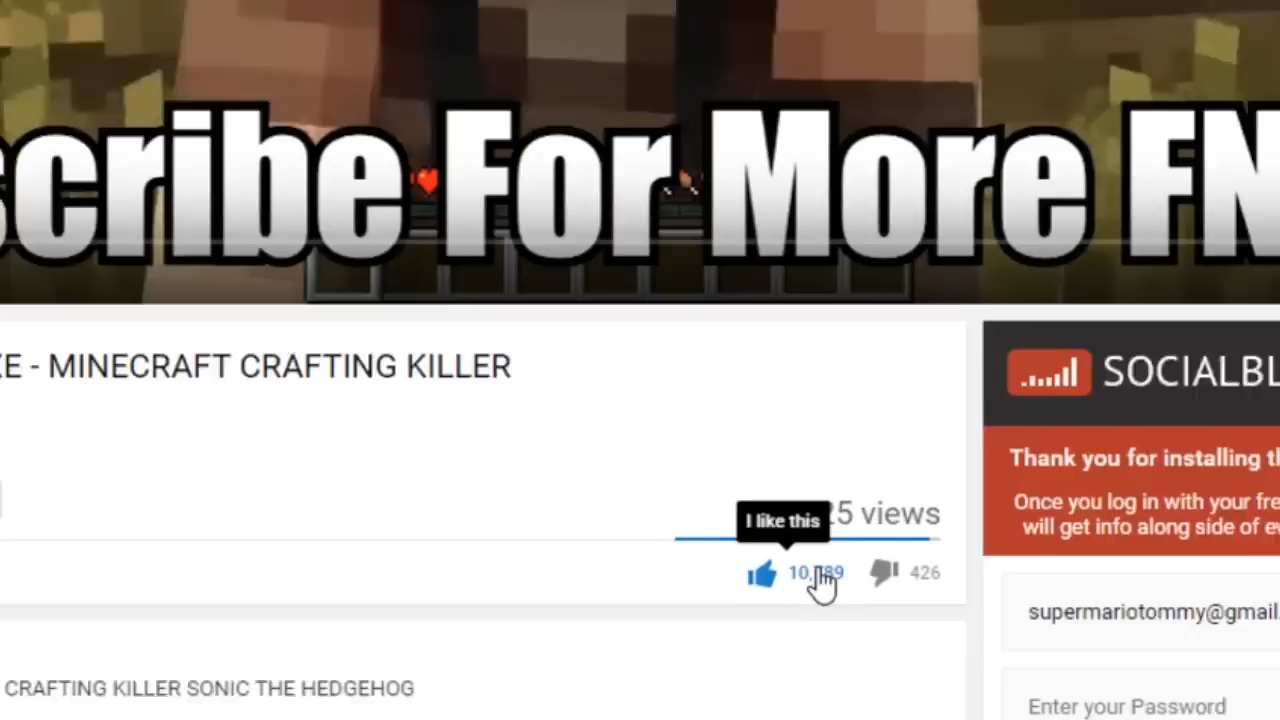 scribe For More FN
XE - MINECRAFT CRAFTING KILLER
SOCIALBL
Thank you for installing th
Once you log in with your fre
will get info along side of ev
25 views
I like this
426
supermariotommy@gmail.
CRAFTING KILLER SONIC THE HEDGEHOG
Enter your Password